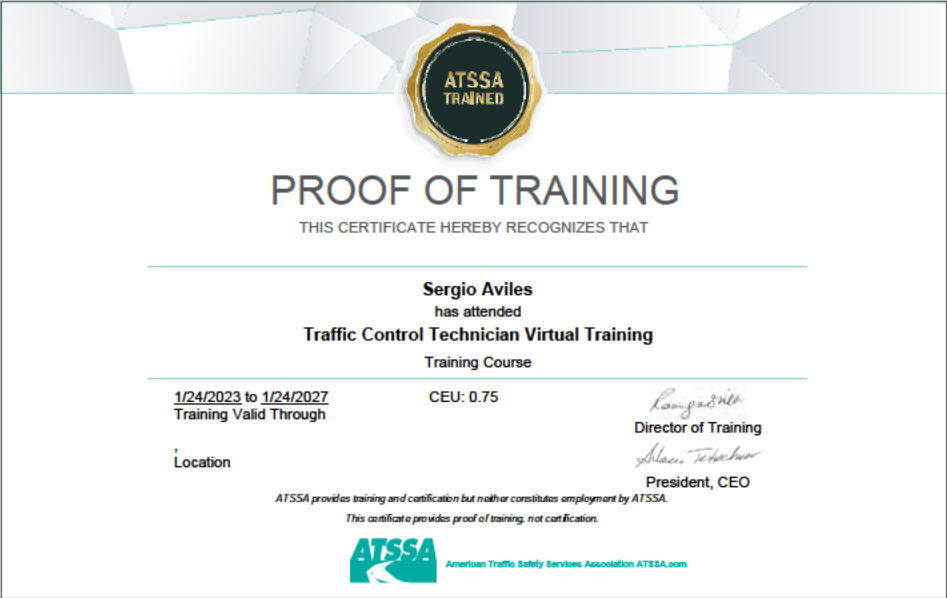 ATSSA
TRAINED
PROOF OF TRAINING
THIS CERTIFICATE HEREBY RECOGNIZES THAT
Sergio Aviles
has attended
Traffic Control Technician Virtual Training
Training Course
1/24/2023 to 1/24/2027
Training Valid Through
CEU: 0.75
,
Location
Director of Training
President, CEO
ATSSA provides training and certification but neither constitutes employment by ATSSA.
This certificate provides proof of training, not certification.
ATSSA
American Traffic Safety Services Association ATSSA.com